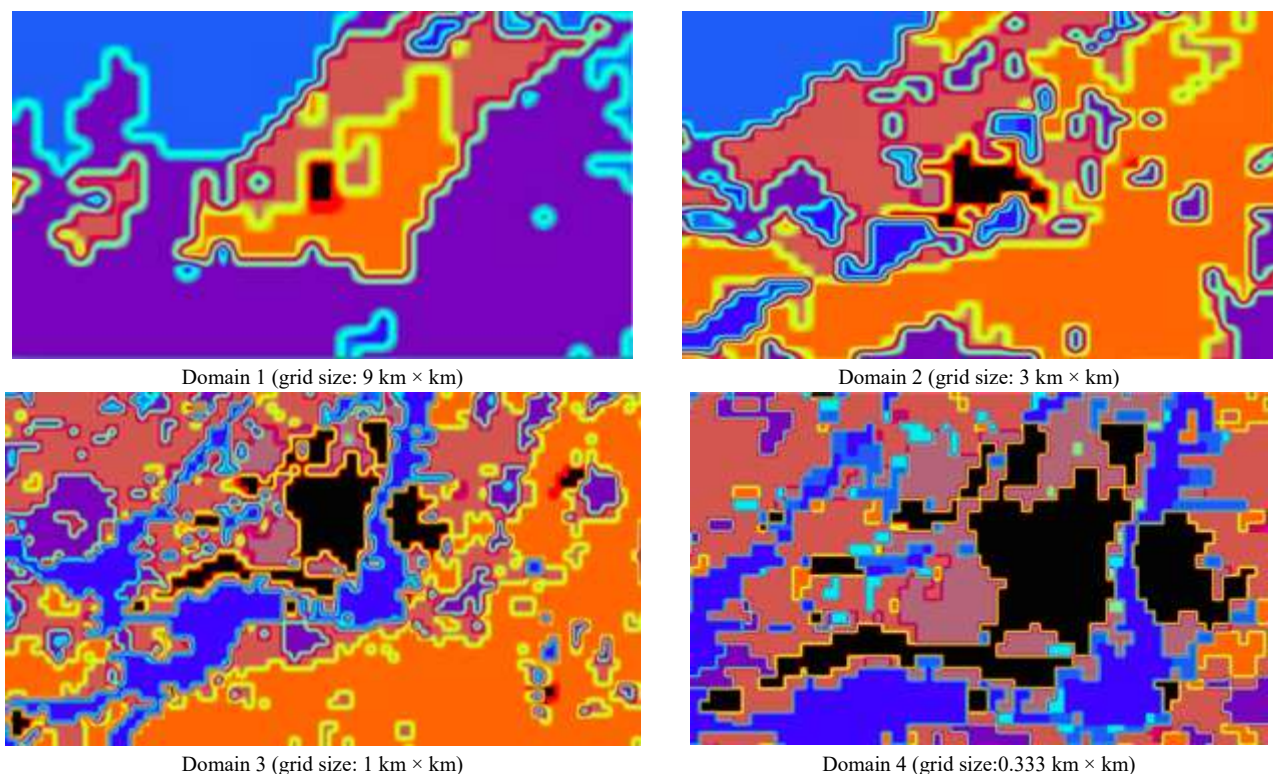 Domain 1 (grid size: 9 km × km)
Domain 2 (grid size: 3 km × km)
Domain 3 (grid size: 1 km × km)
Domain 4 (grid size:0.333 km × km)